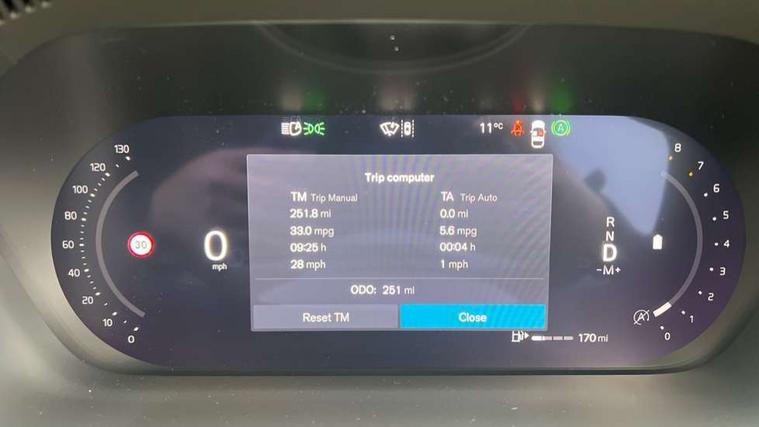 11°C
A
Trip computer
TM Trip Manual
TA Trip Auto
251.8 mi
0.0 mi
33.0 mpg
5.6 mpg
09:25 h
00:04 h
28 mph
1 mph
ODO: 251 mi
Reset TM
Close
130
120
100
80
60
40
20
10
0
30
0
mph
R
N
D
-M+
8
7
6
5
4
3
2
1
0
A
170 mi